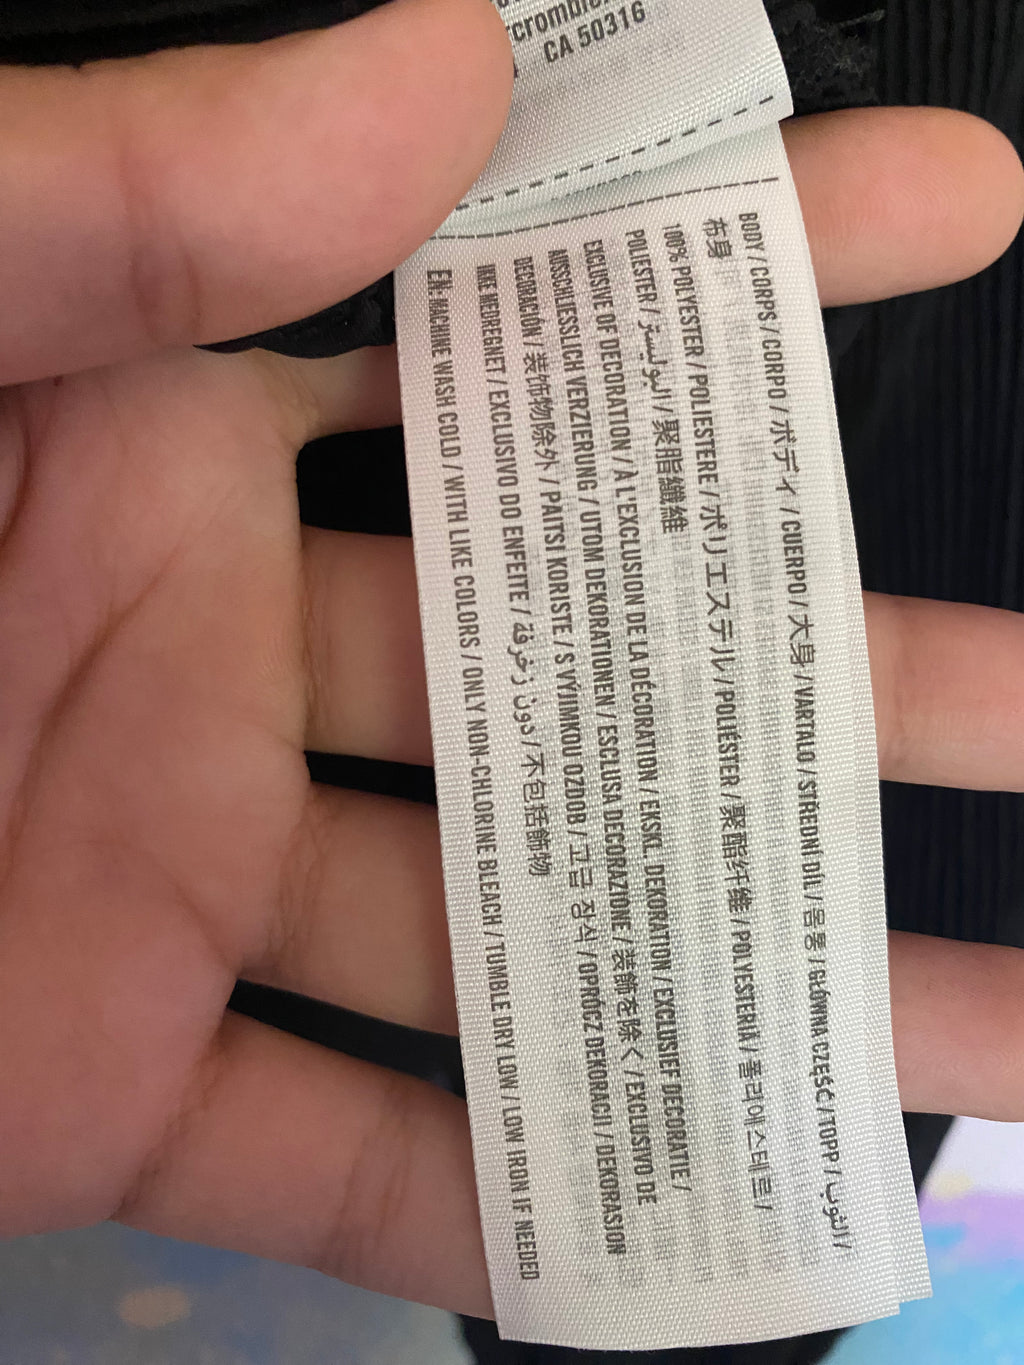 CA 50316
BODY / CORPS / CORPO / ボディ / CUERPO / 大身 / VARTALO / STŘEDNÍ DÍL / 몸통 / GŁÓWNA CZĘŚĆ / TOPP / الثوب /
布身
100% POLYESTER / POLIESTERE / ポリエステル / POLIÉSTER / 聚酯纤维 / POLYESTERIÄ / 폴리에스테르 /
POLIESTER / البوليستر / 聚脂纖維
EXCLUSIVE OF DECORATION / À L'EXCLUSION DE LA DÉCORATION / EKSKL. DEKORATION / EXCLUSIEF DECORATIE /
AUSSCHLIESSLICH VERZIERUNG / UTOM DEKORATIONEN / ESCLUSA DECORAZIONE / 装飾を除く / EXCLUSIVO DE
DECORACIÓN / 装饰物除外 / PAITSI KORISTE / S VÝJIMKOU OZDOB / 고금 장식 / OPRÓCZ DEKORACJI / DEKORASJON
IKKE MEDREGNET / EXCLUSIVO DO ENFEITE / دون زخرفة / 不包括飾物
EN: MACHINE WASH COLD / WITH LIKE COLORS / ONLY NON-CHLORINE BLEACH / TUMBLE DRY LOW / LOW IRON IF NEEDED